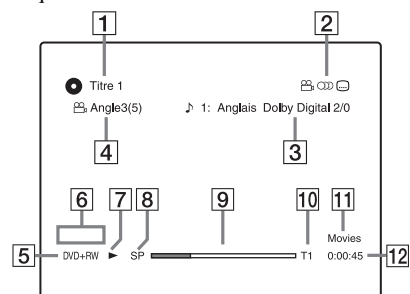 1
2
Titre 1
Angle3(5)
♪ 1: Anglais Dolby Digital 2/0
4
3
6
7
8
9
10
11
Movies
5
DVD+RW
SP
T1
0:00:45
12